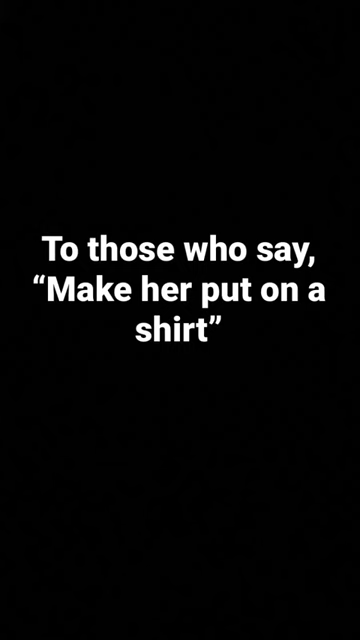 To those who say,
“Make her put on a
shirt”